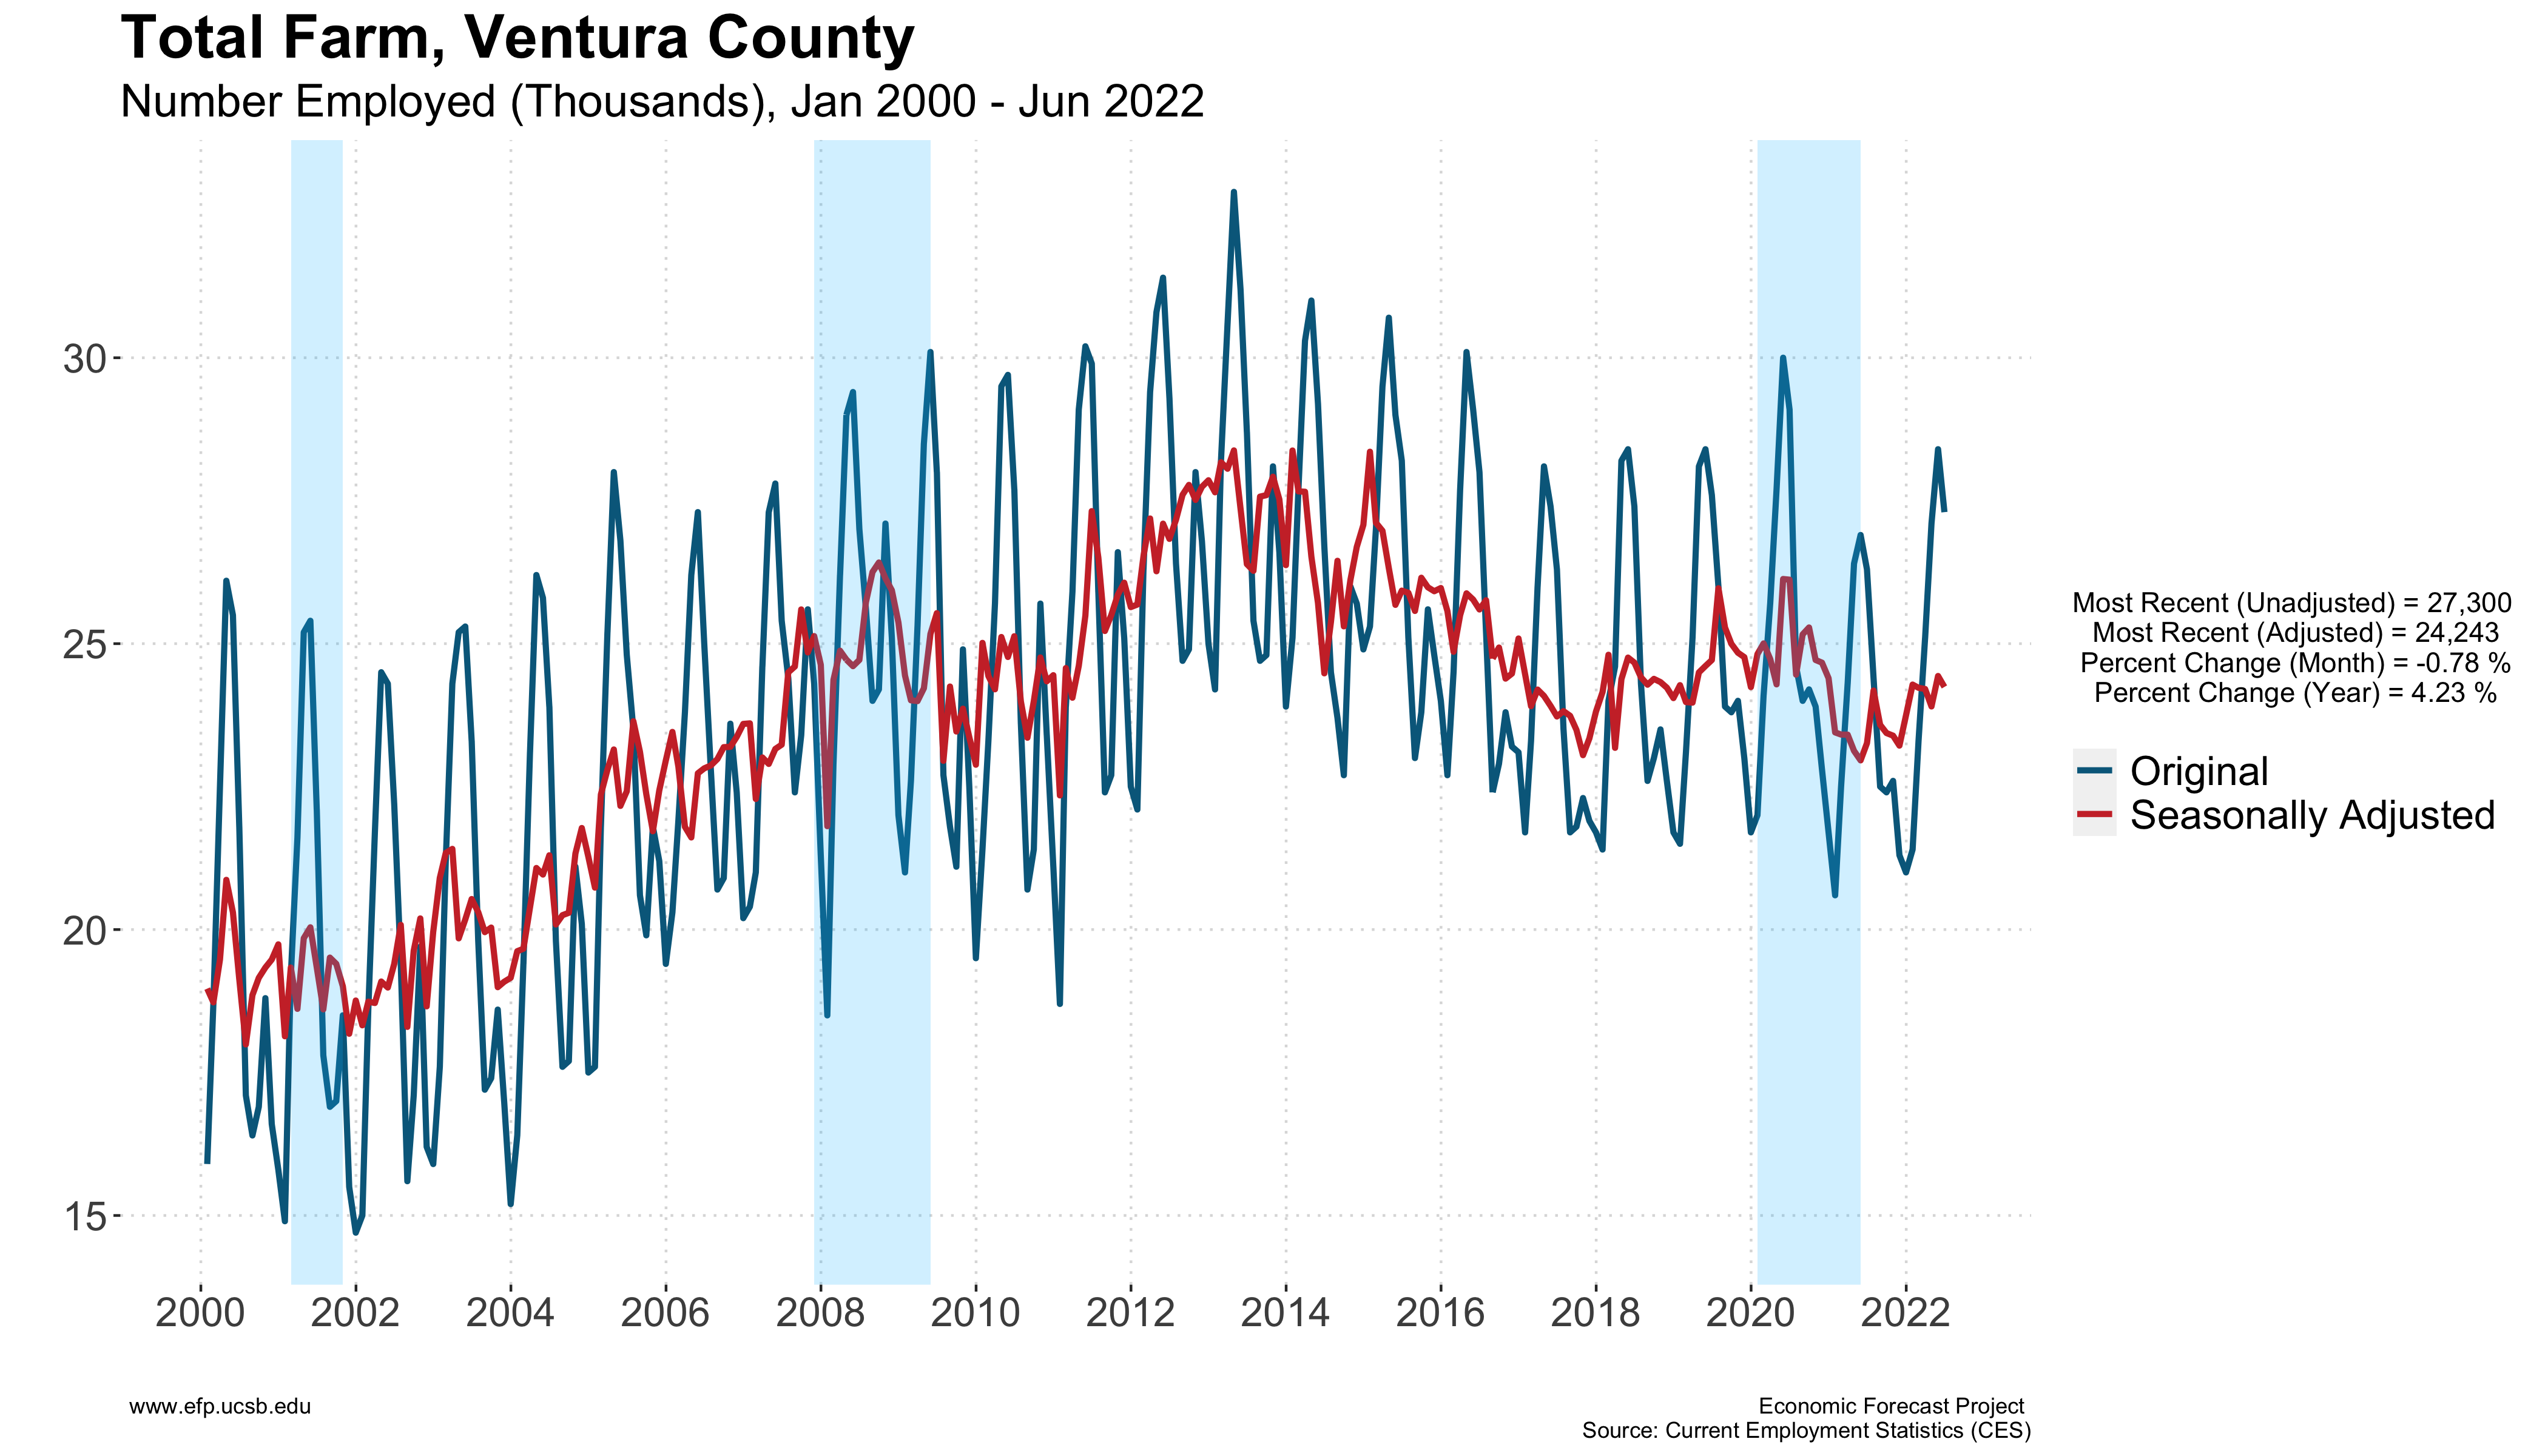 Total Farm, Ventura County
Number Employed (Thousands), Jan 2000 - Jun 2022
30
25
20
15
2000 2002 2004 2006 2008 2010 2012 2014 2016 2018 2020 2022
Most Recent (Unadjusted) = 27,300
Most Recent (Adjusted) = 24,243
Percent Change (Month) = -0.78 %
Percent Change (Year) = 4.23 %
Original
Seasonally Adjusted
www.efp.ucsb.edu
Economic Forecast Project
Source: Current Employment Statistics (CES)